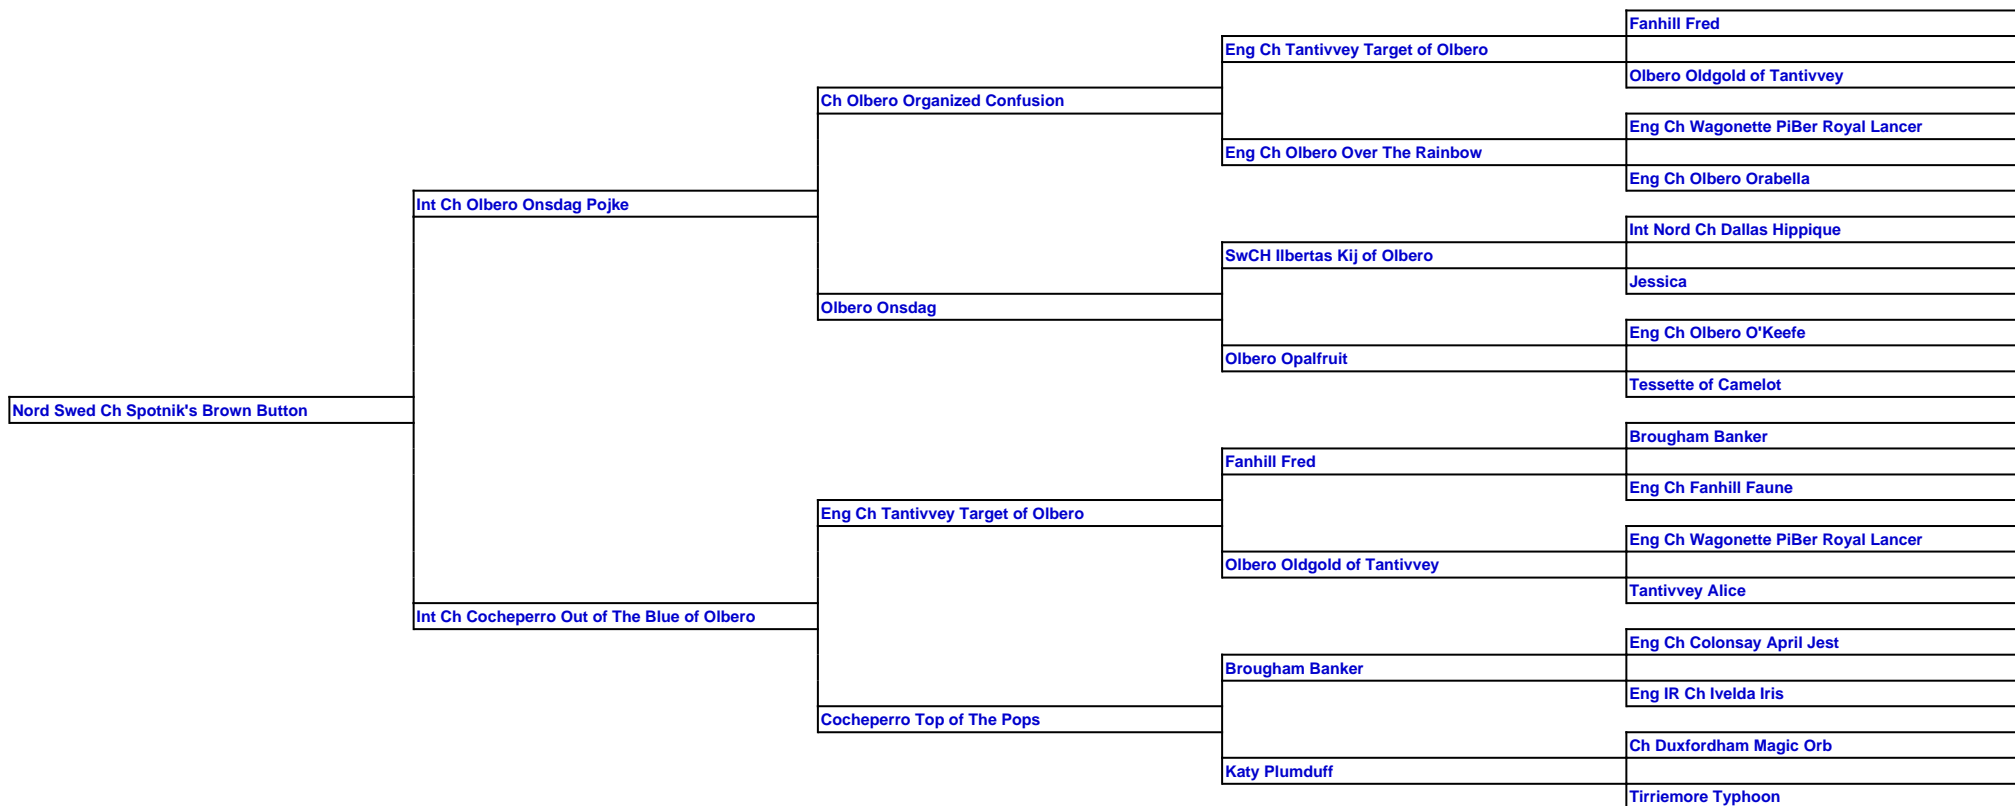 Fanhill Fred
Eng Ch Tantivvey Target of Olbero
Olbero Oldgold of Tantivvey
Ch Olbero Organized Confusion
Eng Ch Wagonette PiBer Royal Lancer
Eng Ch Olbero Over The Rainbow
Eng Ch Olbero Orabella
Int Ch Olbero Onsdag Pojke
Int Nord Ch Dallas Hippique
SwCH Ilbertas Kij of Olbero
Jessica
Olbero Onsdag
Eng Ch Olbero O'Keefe
Olbero Opalfruit
Tessette of Camelot
Nord Swed Ch Spotnik's Brown Button
Brougham Banker
Fanhill Fred
Eng Ch Fanhill Faune
Eng Ch Tantivvey Target of Olbero
Eng Ch Wagonette PiBer Royal Lancer
Olbero Oldgold of Tantivvey
Tantivvey Alice
Int Ch Cocheperro Out of The Blue of Olbero
Eng Ch Colonsay April Jest
Brougham Banker
Eng IR Ch Ivelda Iris
Cocheperro Top of The Pops
Ch Duxfordham Magic Orb
Katy Plumduff
Tirriemore Typhoon